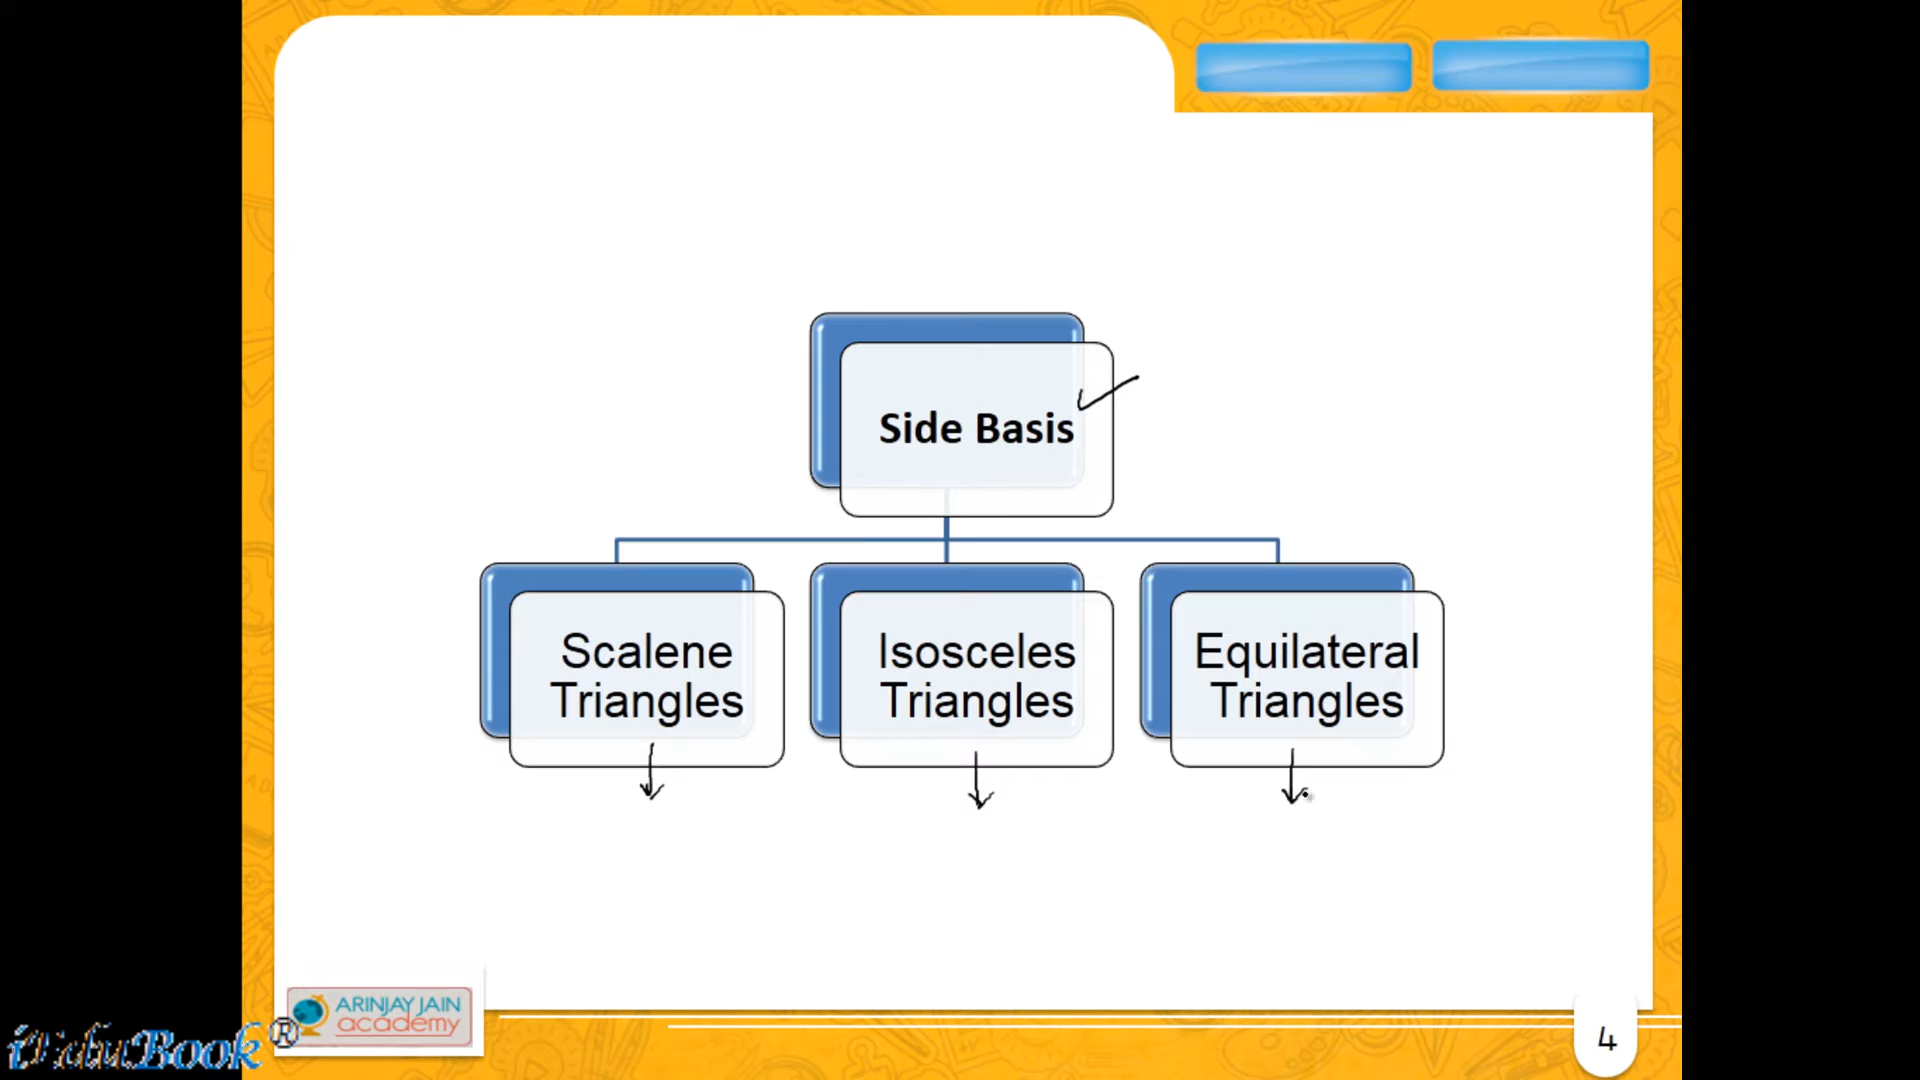 Side Basis
Scalene
Triangles
Isosceles
Triangles
Equilateral
Triangles
ARINJAY JAIN
academy
iEduBook®
4